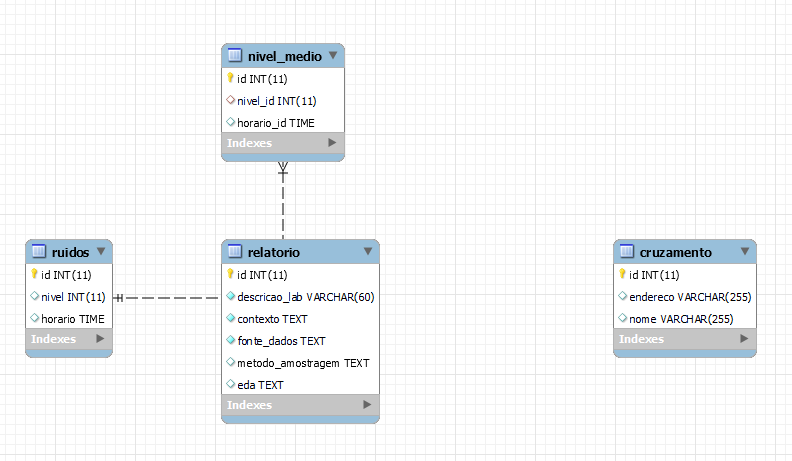 nivel_medio
id INT(11)
nivel_id INT(11)
horario_id TIME
Indexes
ruidos
id INT(11)
nivel INT(11)
horario TIME
Indexes
relatorio
id INT(11)
descricao_lab VARCHAR(60)
contexto TEXT
fonte_dados TEXT
metodo_amostragem TEXT
eda TEXT
Indexes
cruzamento
id INT(11)
endereco VARCHAR(255)
nome VARCHAR(255)
Indexes